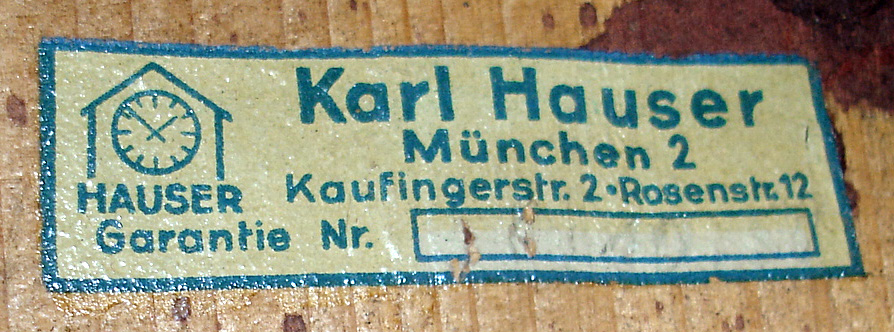 Karl Hauser
München 2
HAUSER
Kaufingerstr. 2•Rosenstr. 12
Garantie Nr.